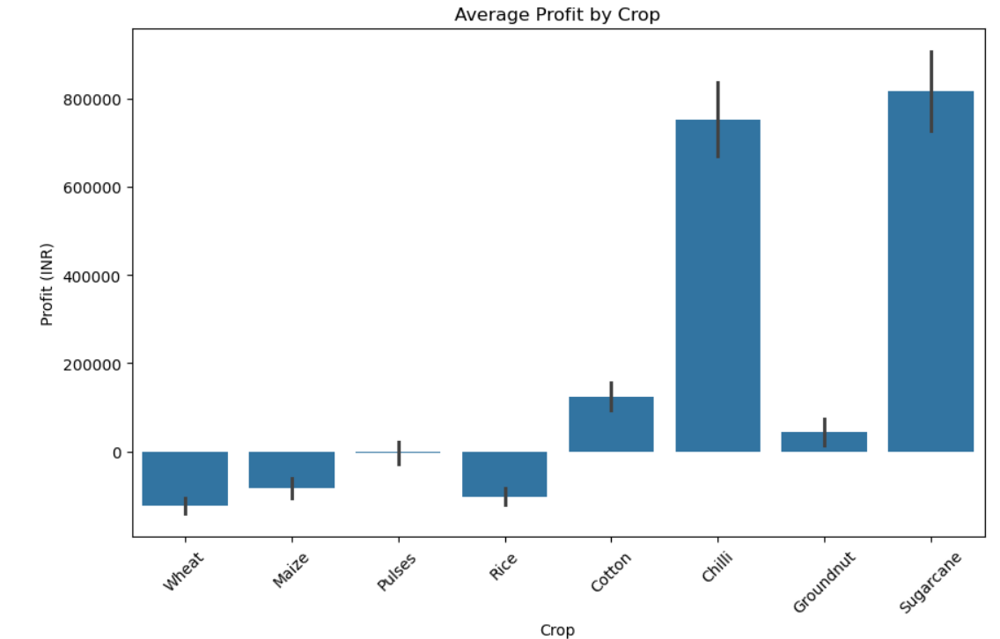 Average Profit by Crop
Profit (INR)
800000
600000
400000
200000
0
Wheat
Maize
Pulses
Rice
Cotton
Chilli
Groundnut
Sugarcane
Crop